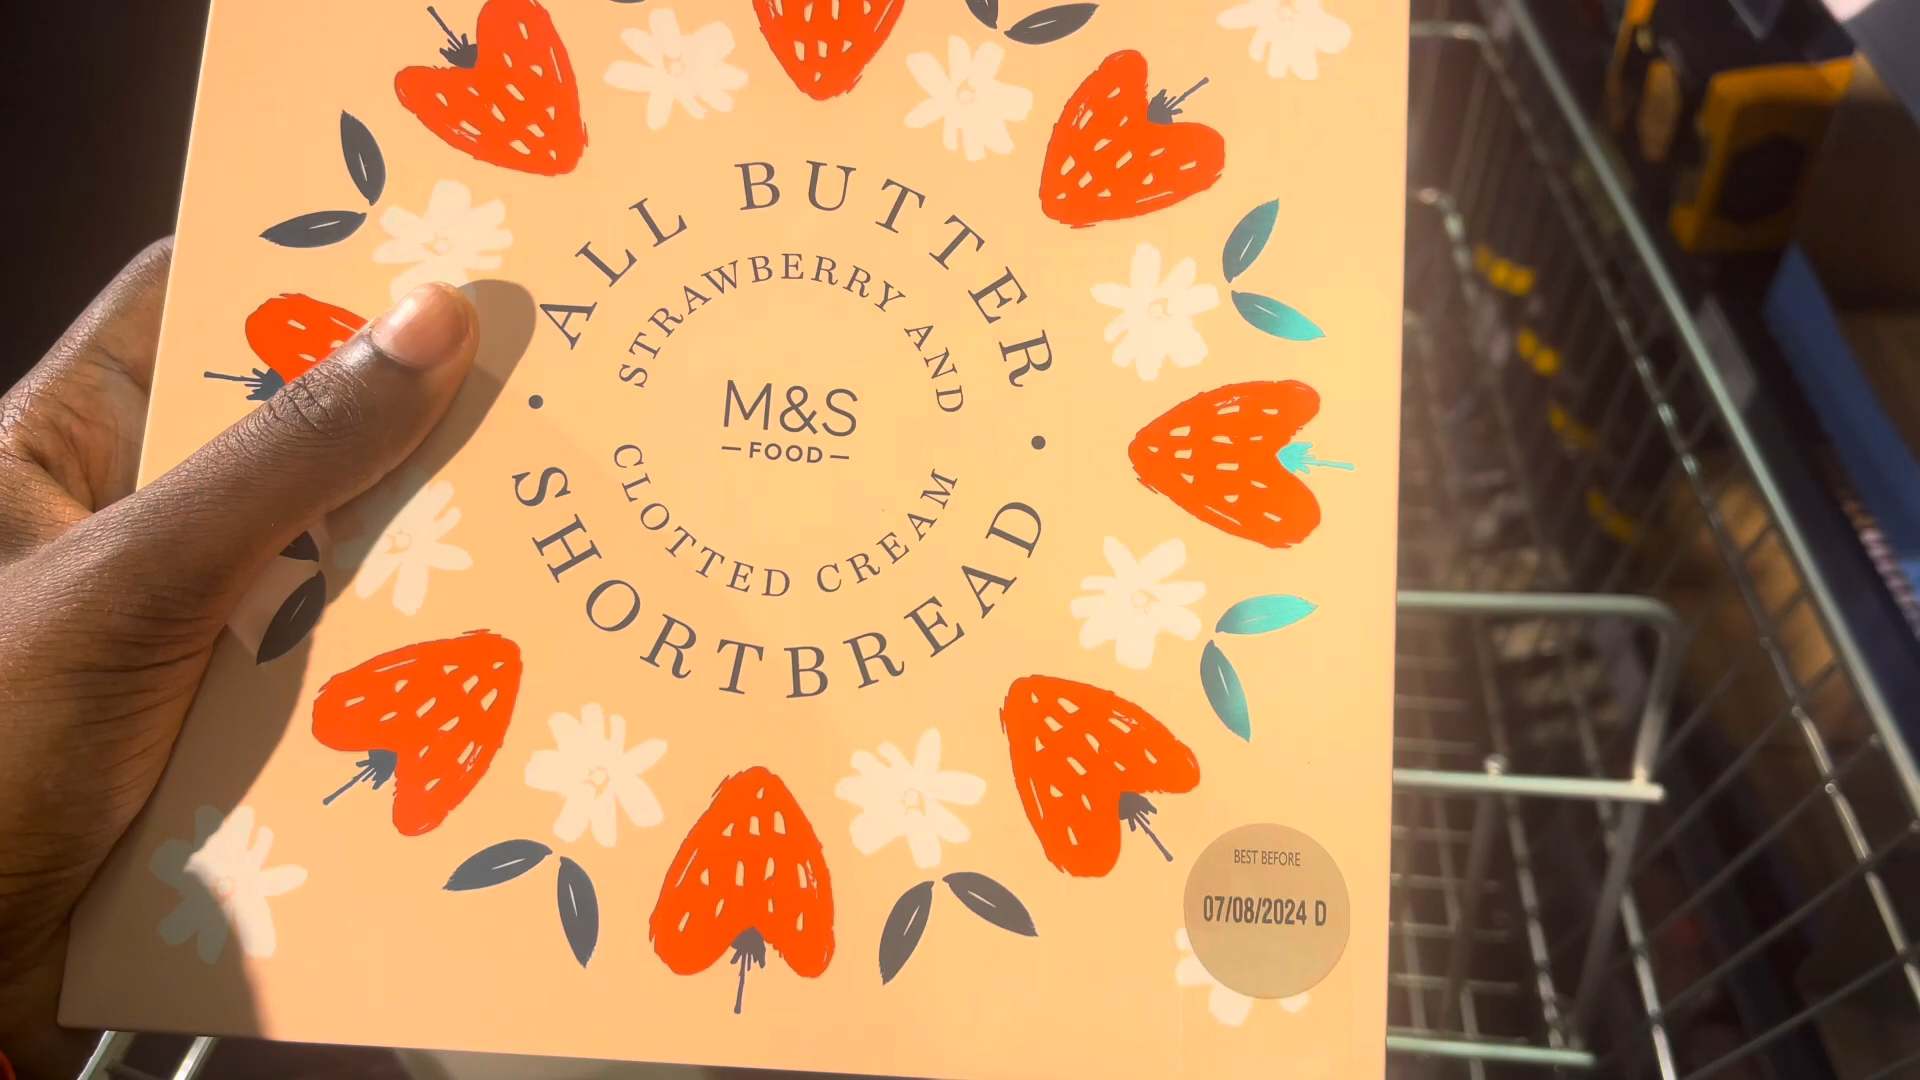 ALL BUTTER
STRAWBERRY AND
M&S
FOOD
CLOTTED CREAM
SHORTBREAD
BEST BEFORE
07/08/2024 D